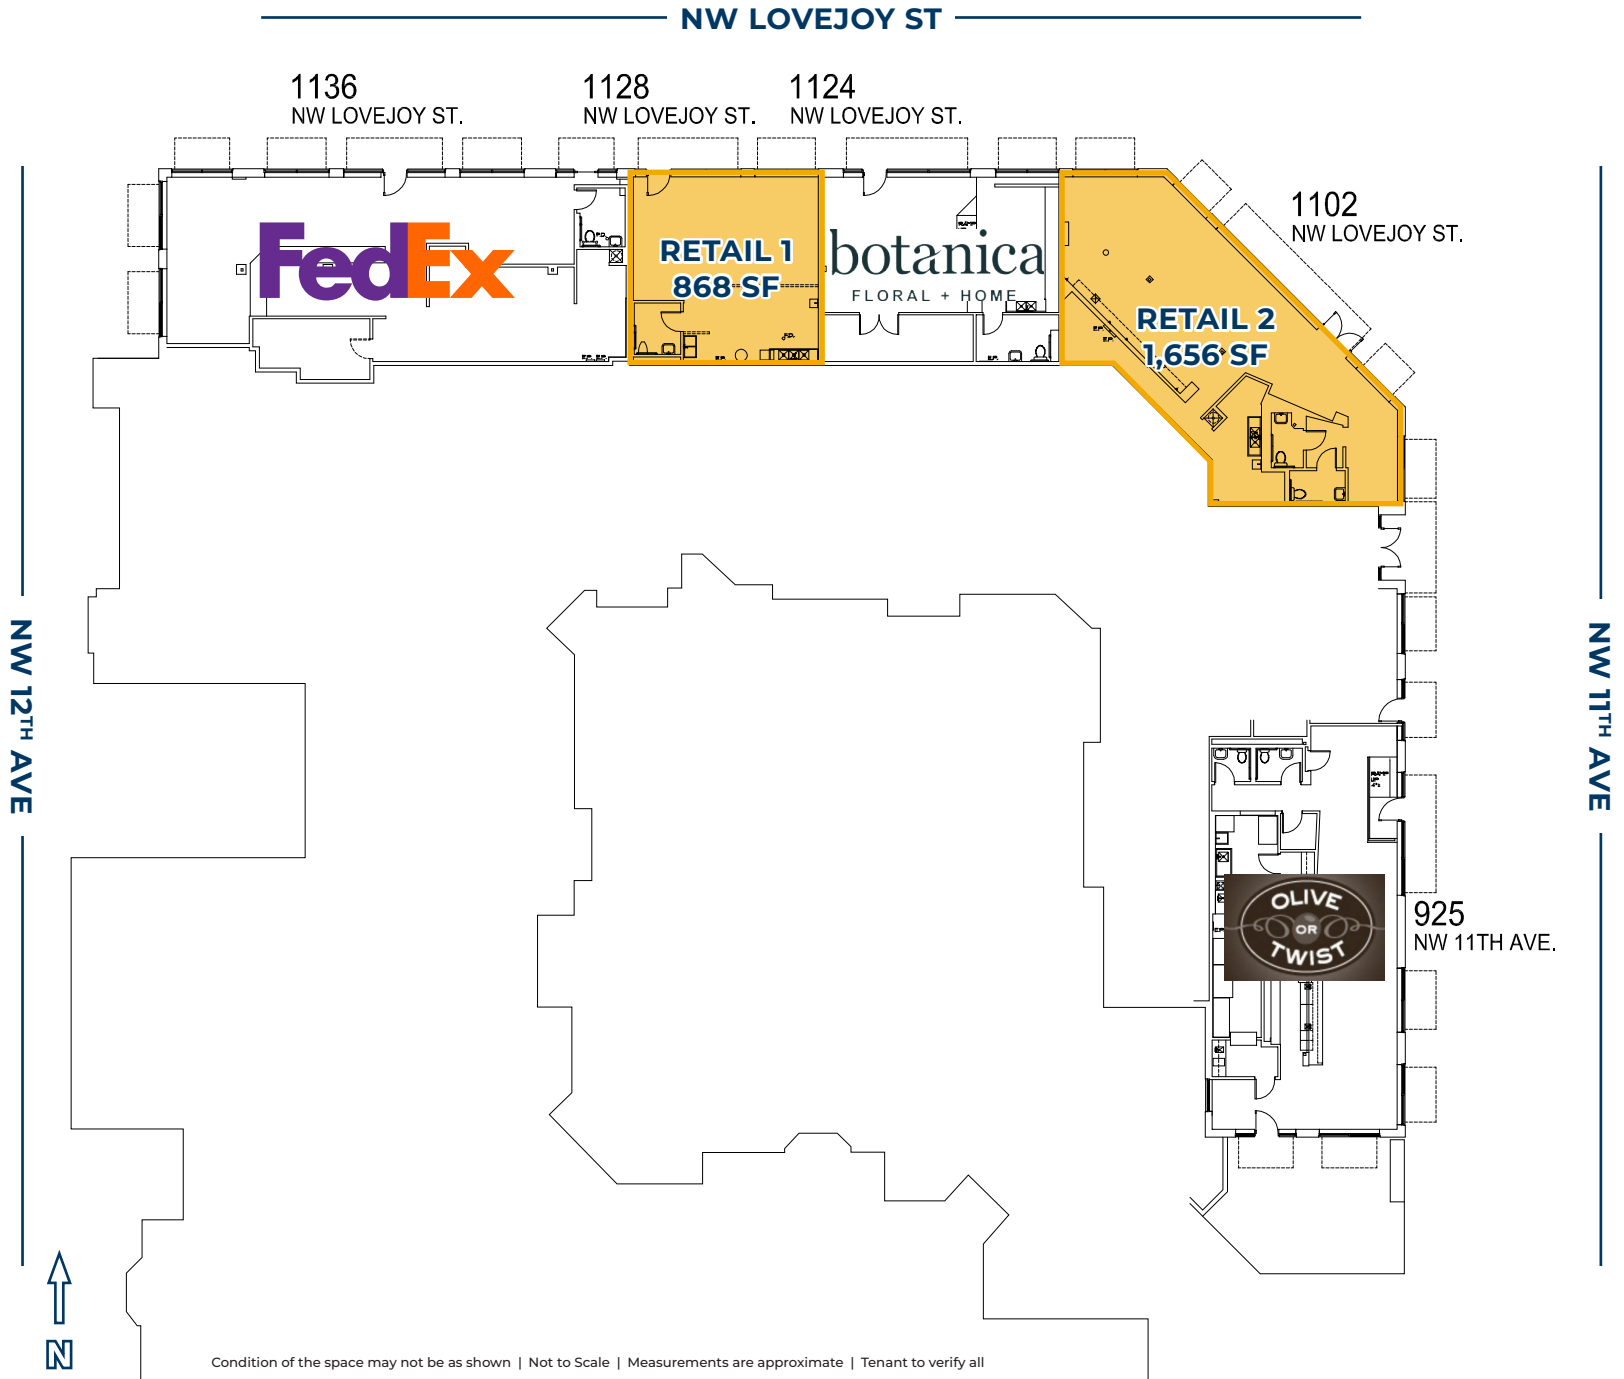 NW LOVEJOY ST
1136
NW LOVEJOY ST.
1128
NW LOVEJOY ST.
1124
NW LOVEJOY ST.
1102
NW LOVEJOY ST.
FedEx
RETAIL 1
868 SF
botanica
FLORAL + HOME
RETAIL 2
1,656 SF
NW 12TH AVE
NW 11TH AVE
OLIVE
OR
TWIST
925
NW 11TH AVE.
N
Condition of the space may not be as shown | Not to Scale | Measurements are approximate | Tenant to verify all